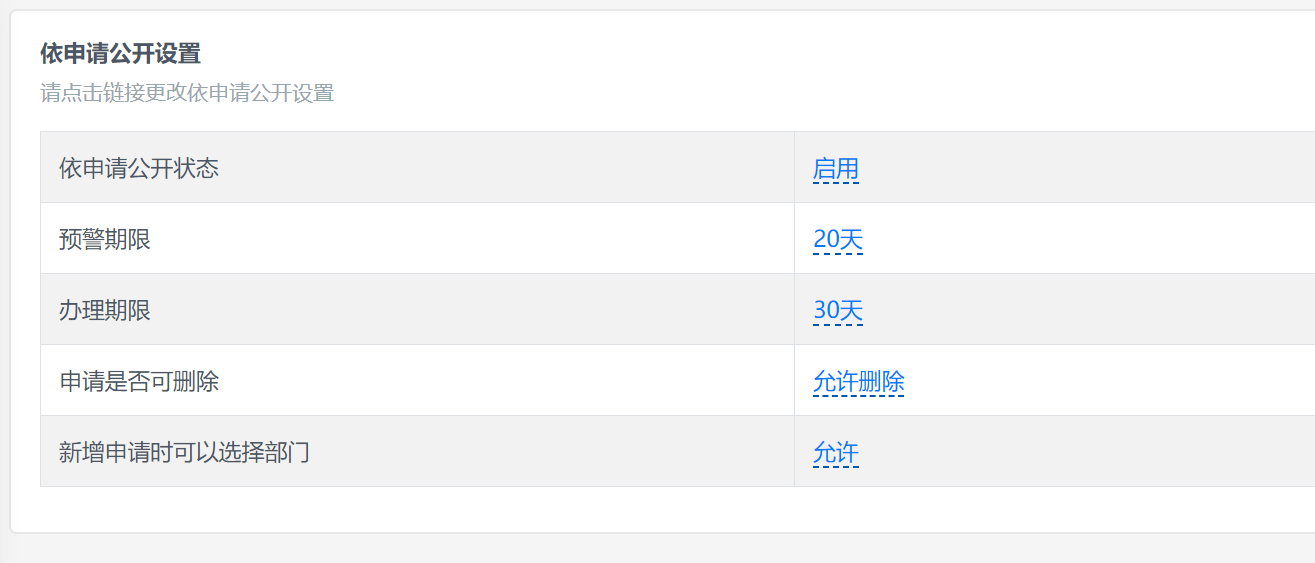 依申请公开设置
请点击链接更改依申请公开设置
依申请公开状态 启用
预警期限 20天
办理期限 30天
申请是否可删除 允许删除
新增申请时可以选择部门 允许